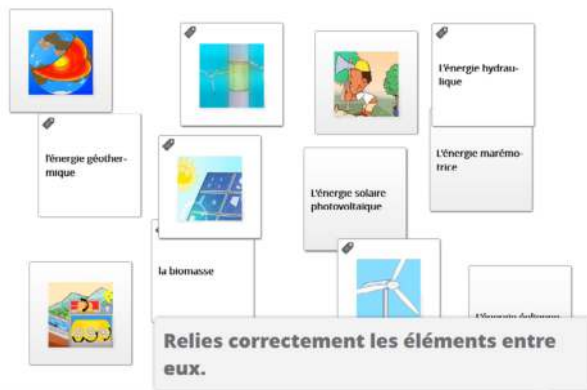 L'énergie hydrau-
lique
l'énergie géother-
mique
L'énergie marémo-
trice
L'énergie solaire
photovoltaïque
la biomasse
Relies correctement les éléments entre
eux.